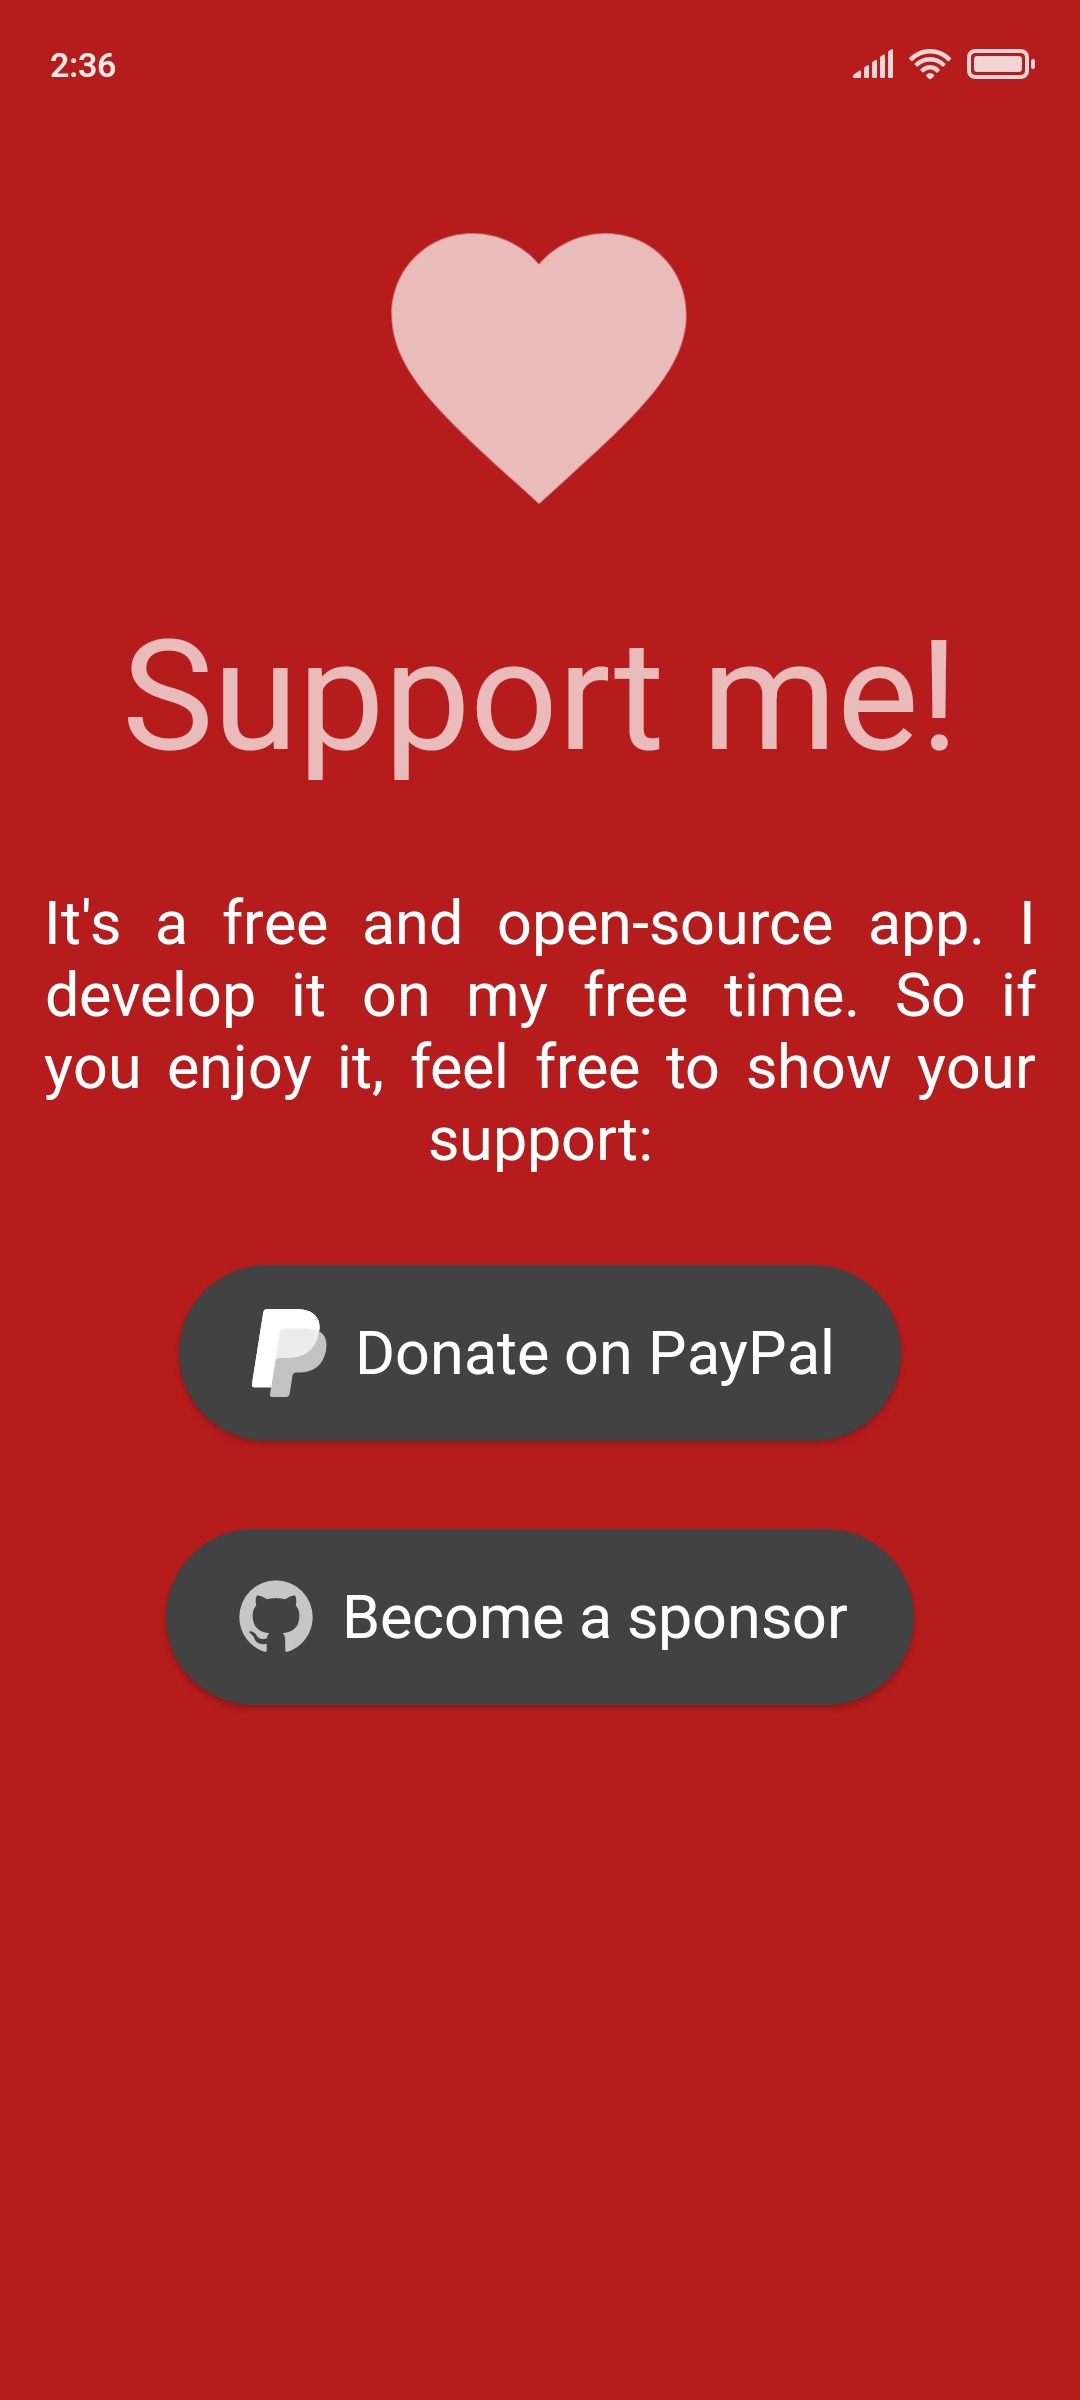 2:36
Support me!
It's a free and open-source app. I
develop it on my free time. So if
you enjoy it, feel free to show your
support:
Donate on PayPal
Become a sponsor